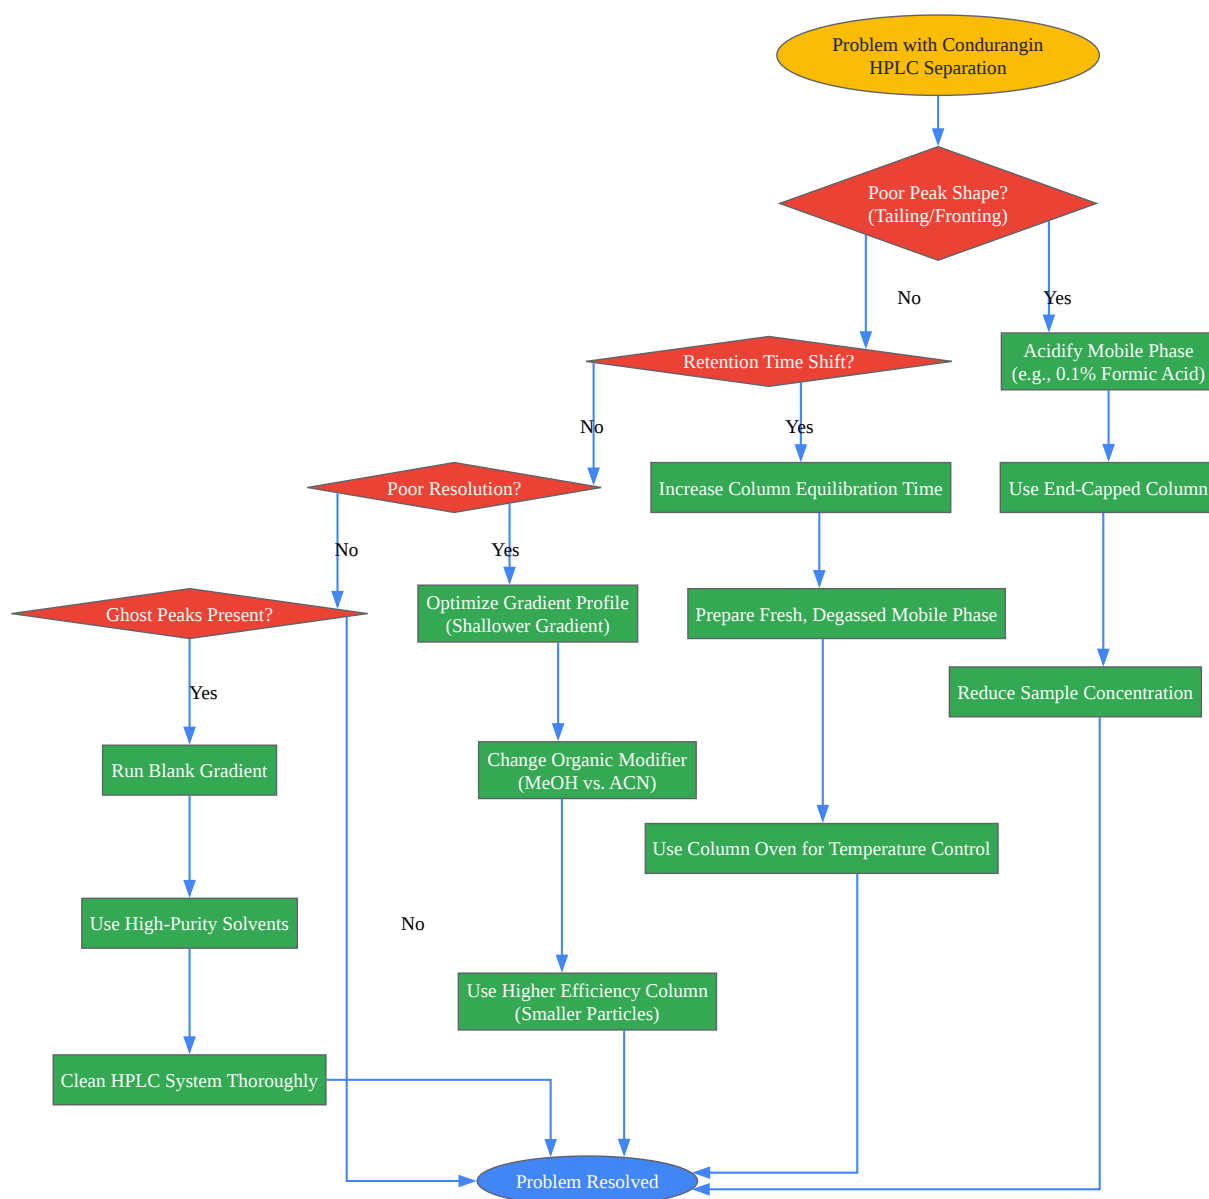 Problem with Condurangin
HPLC Separation
Poor Peak Shape?
(Tailing/Fronting)
No
Yes
Retention Time Shift?
Acidify Mobile Phase
(e.g., 0.1% Formic Acid)
No
Yes
Poor Resolution?
Increase Column Equilibration Time
Use End-Capped Column
No
Yes
Ghost Peaks Present?
Optimize Gradient Profile
(Shallower Gradient)
Prepare Fresh, Degassed Mobile Phase
Yes
Reduce Sample Concentration
Run Blank Gradient
Change Organic Modifier
(MeOH vs. ACN)
Use Column Oven for Temperature Control
Use High-Purity Solvents
No
Use Higher Efficiency Column
(Smaller Particles)
Clean HPLC System Thoroughly
Problem Resolved